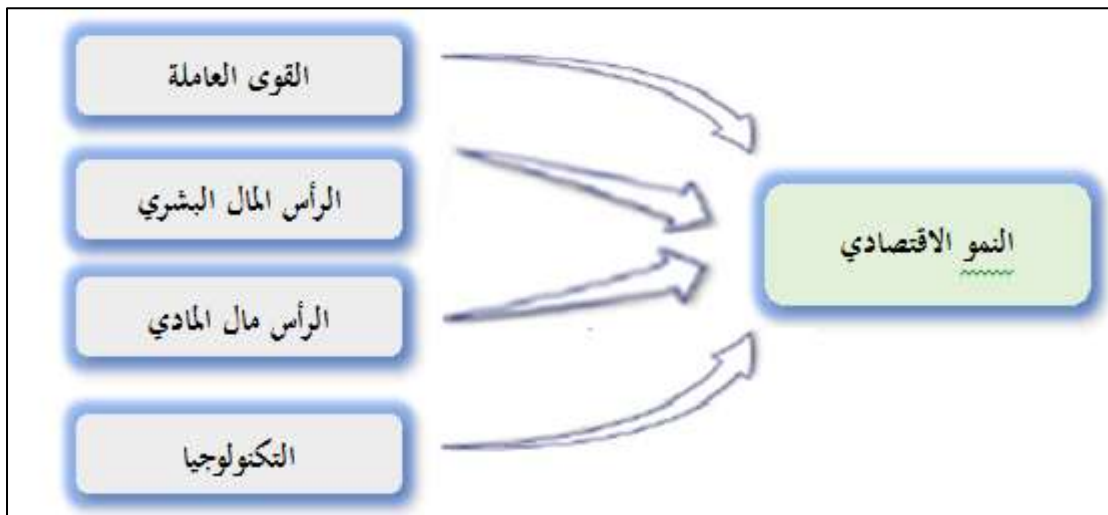 القوى العاملة
الرأس المال البشري
النمو الاقتصادي
الرأس مال المادي
التكنولوجيا